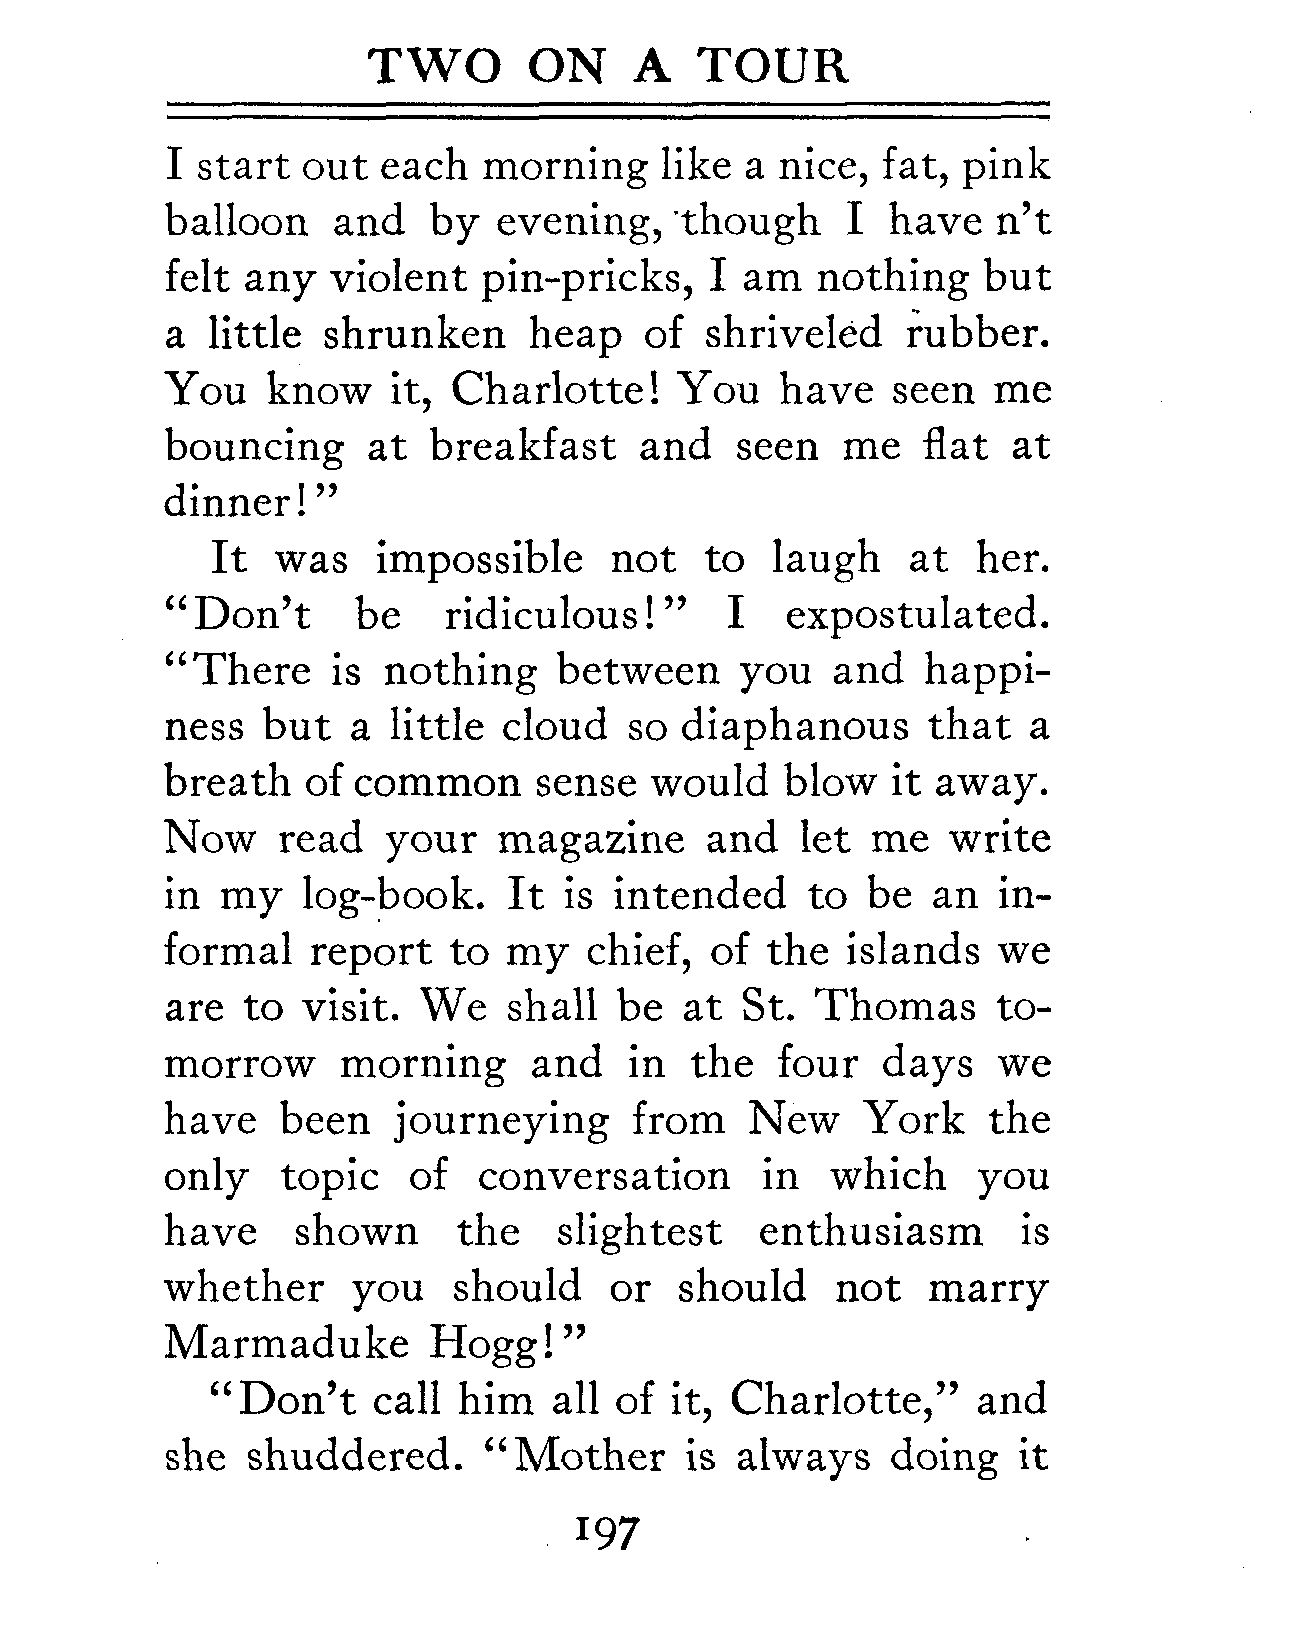 TWO ON A TOUR
I start out each morning like a nice, fat, pink
balloon and by evening, though I have n't
felt any violent pin-pricks, I am nothing but
a little shrunken heap of shriveled rubber.
You know it, Charlotte! You have seen me
bouncing at breakfast and seen me flat at
dinner!"
It was impossible not to laugh at her.
"Don't be ridiculous!" I expostulated.
"There is nothing between you and happi-
ness but a little cloud so diaphanous that a
breath of common sense would blow it away.
Now read your magazine and let me write
in my log-book. It is intended to be an in-
formal report to my chief, of the islands we
are to visit. We shall be at St. Thomas to-
morrow morning and in the four days we
have been journeying from New York the
only topic of conversation in which you
have shown the slightest enthusiasm is
whether you should or should not marry
Marmaduke Hogg!"
"Don't call him all of it, Charlotte," and
she shuddered. "Mother is always doing it
197